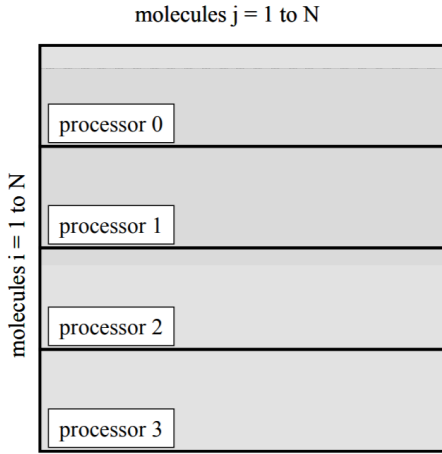 molecules j = 1 to N
molecules i = 1 to N
processor 0
processor 1
processor 2
processor 3